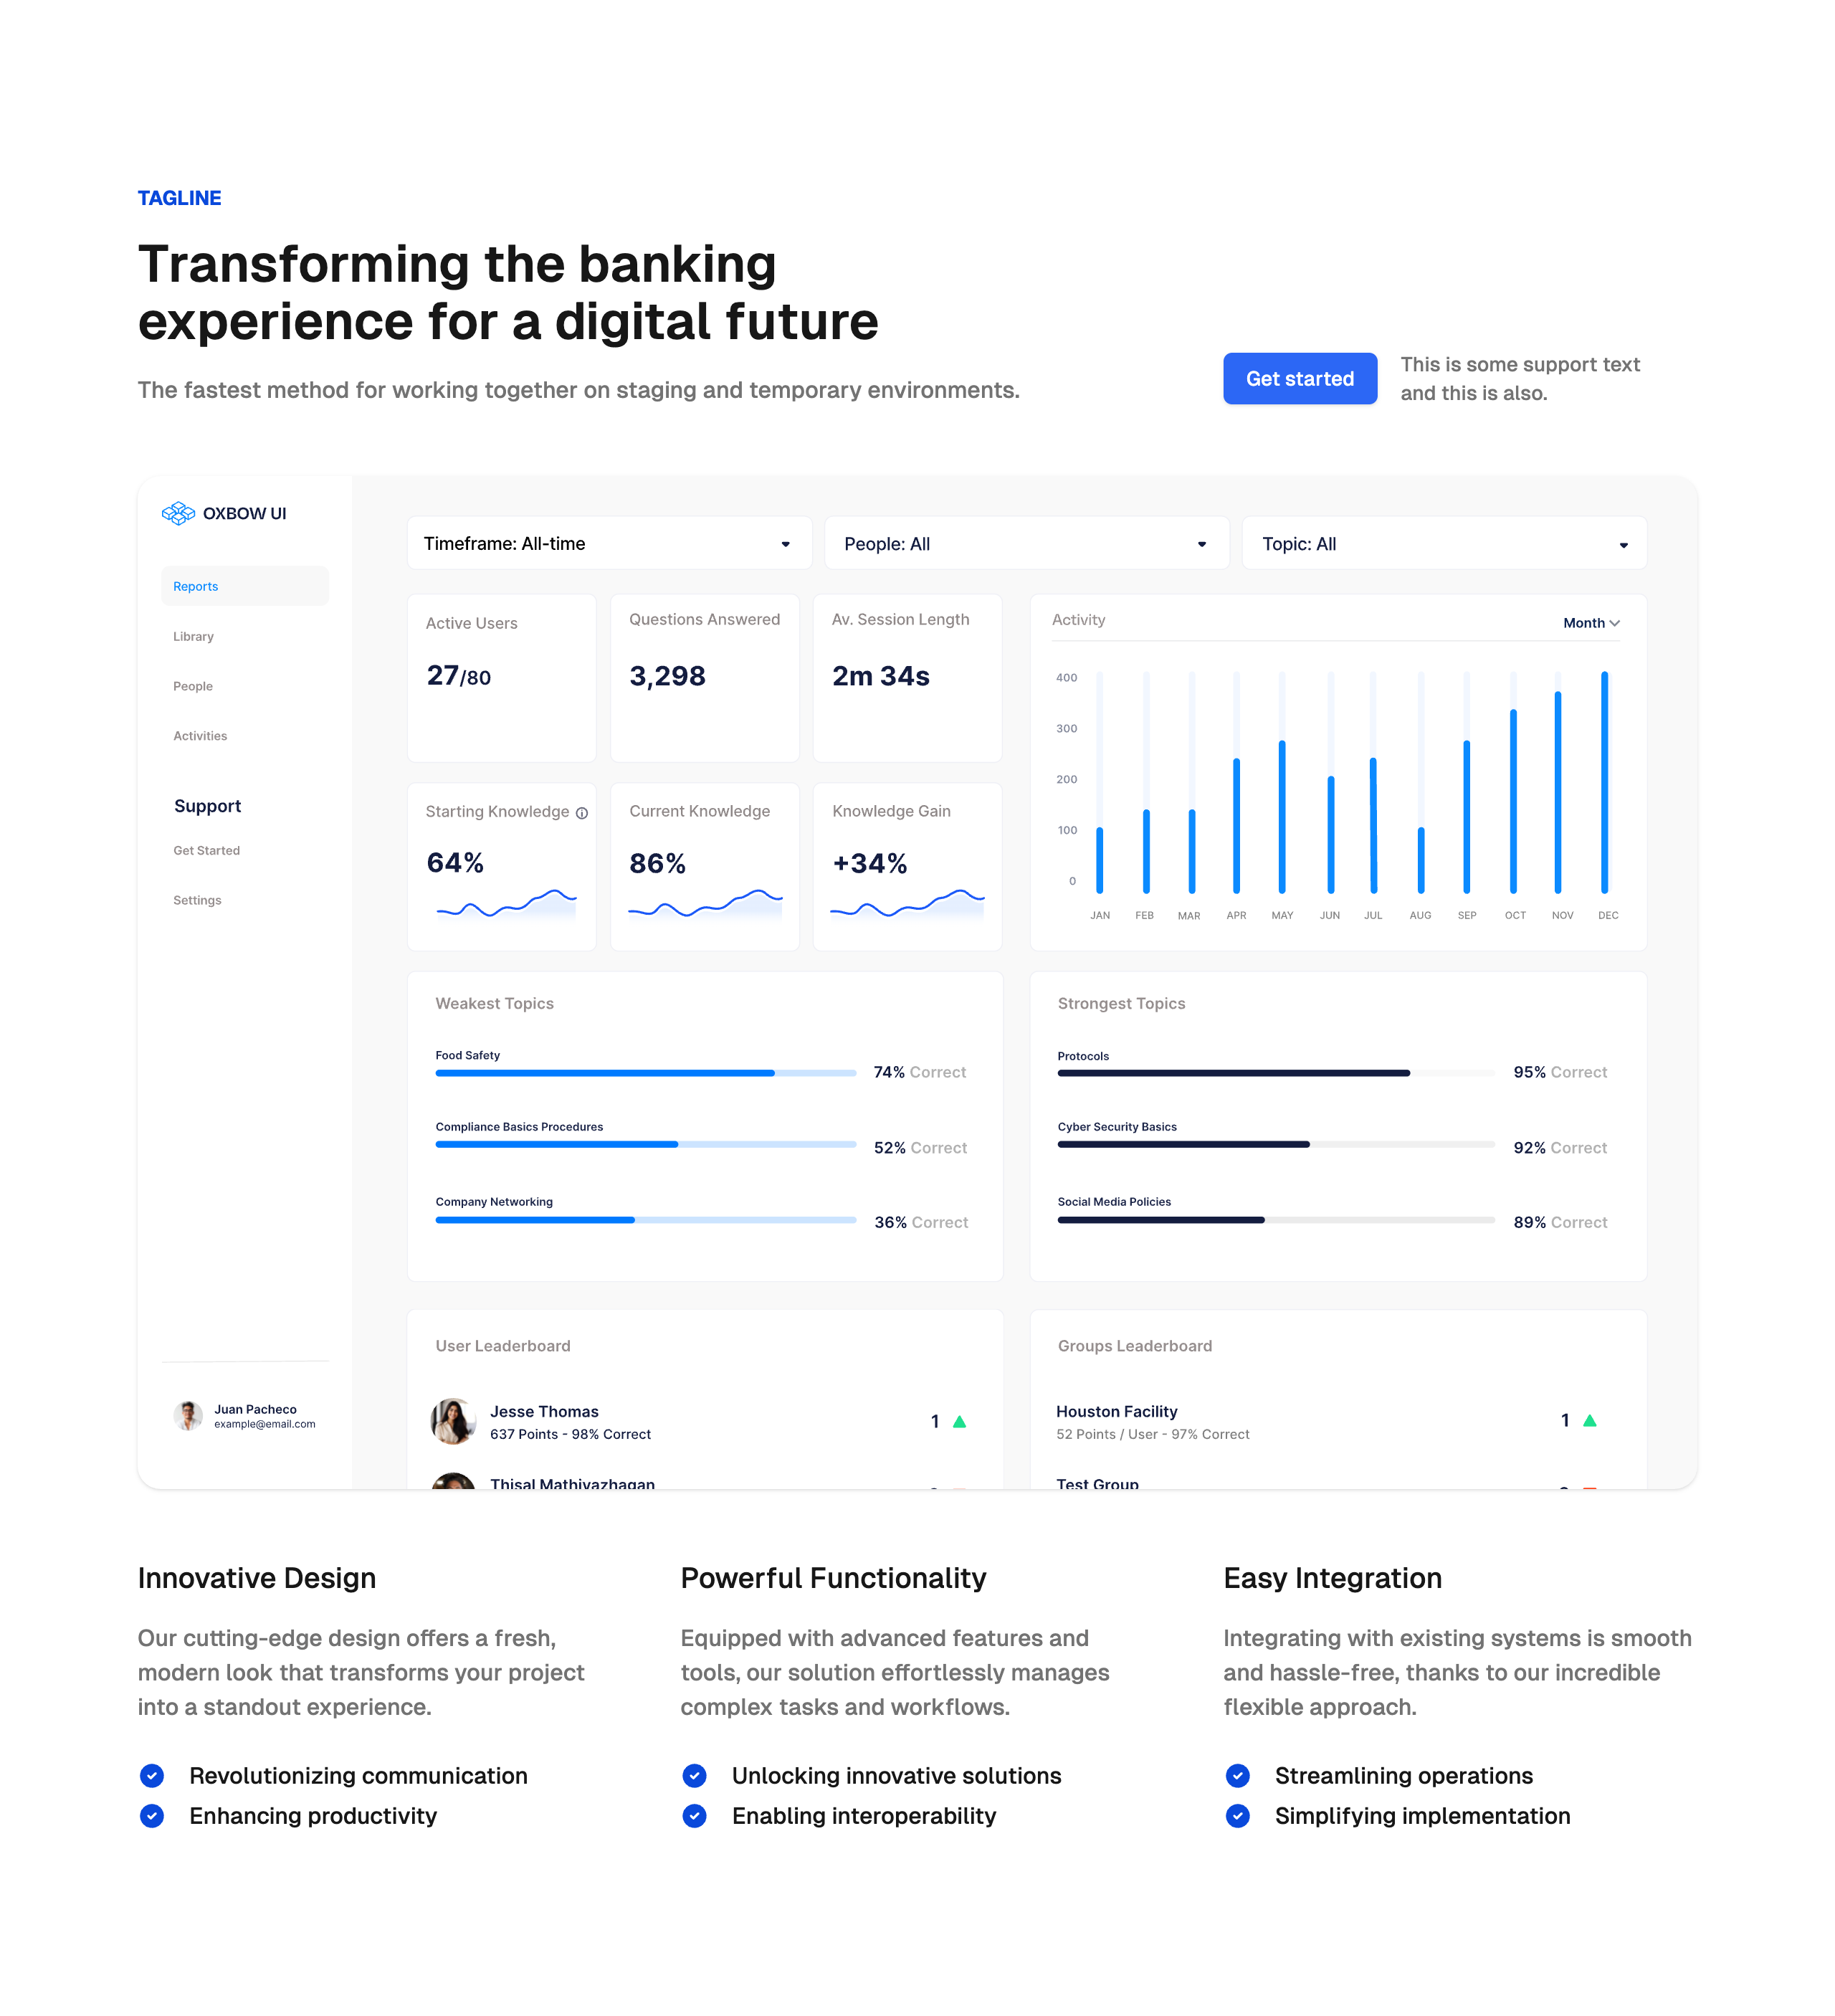 TAGLINE
Transforming the banking
experience for a digital future
The fastest method for working together on staging and temporary environments.
Get started
This is some support text
and this is also.
OXBOW UI
Reports
Library
People
Activities
Support
Get Started
Settings
Juan Pacheco
example@email.com
Timeframe: All-time
People: All
Topic: All
Active Users
27/80
Questions Answered
3,298
Av. Session Length
2m 34s
Starting Knowledge
64%
Current Knowledge
86%
Knowledge Gain
+34%
Activity
Month
400
300
200
100
0
JAN FEB MAR APR MAY JUN JUL AUG SEP OCT NOV DEC
Weakest Topics
Food Safety
74% Correct
Compliance Basics Procedures
52% Correct
Company Networking
36% Correct
Strongest Topics
Protocols
95% Correct
Cyber Security Basics
92% Correct
Social Media Policies
89% Correct
User Leaderboard
Jesse Thomas
637 Points - 98% Correct
1
Thisal Mathiyazhagan
Groups Leaderboard
Houston Facility
52 Points / User - 97% Correct
1
Test Group
Innovative Design
Our cutting-edge design offers a fresh,
modern look that transforms your project
into a standout experience.
Revolutionizing communication
Enhancing productivity
Powerful Functionality
Equipped with advanced features and
tools, our solution effortlessly manages
complex tasks and workflows.
Unlocking innovative solutions
Enabling interoperability
Easy Integration
Integrating with existing systems is smooth
and hassle-free, thanks to our incredible
flexible approach.
Streamlining operations
Simplifying implementation